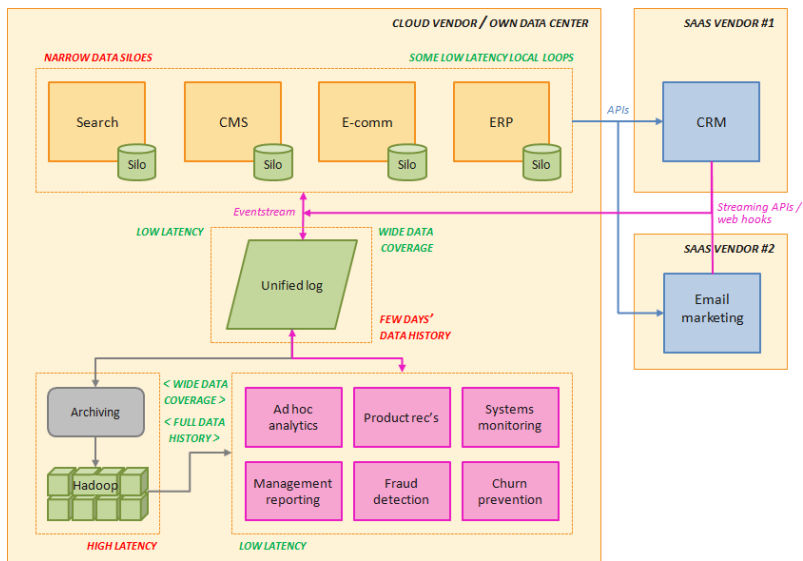 CLOUD VENDOR / OWN DATA CENTER
SAAS VENDOR #1
NARROW DATA SILOES
SOME LOW LATENCY LOCAL LOOPS
Search
CMS
E-comm
ERP
Silo
Silo
Silo
Silo
APIs
CRM
Eventstream
Streaming APIs /
web hooks
LOW LATENCY
WIDE DATA
COVERAGE
SAAS VENDOR #2
Unified log
Email
marketing
FEW DAYS'
DATA HISTORY
Archiving
< WIDE DATA
COVERAGE >
< FULL DATA
HISTORY >
Ad hoc
analytics
Product rec's
Systems
monitoring
Hadoop
Management
reporting
Fraud
detection
Churn
prevention
HIGH LATENCY
LOW LATENCY